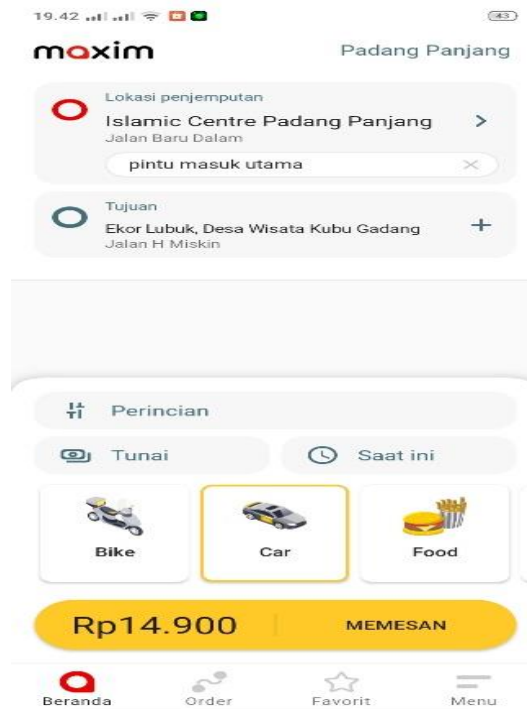 19.42
43
maxim
Padang Panjang
Lokasi penjemputan
Islamic Centre Padang Panjang
Jalan Baru Dalam
pintu masuk utama
Tujuan
Ekor Lubuk, Desa Wisata Kubu Gadang
Jalan H Miskin
Perincian
Tunai
Saat ini
Bike
Car
Food
Rp14.900
MEMESAN
Beranda
Order
Favorit
Menu